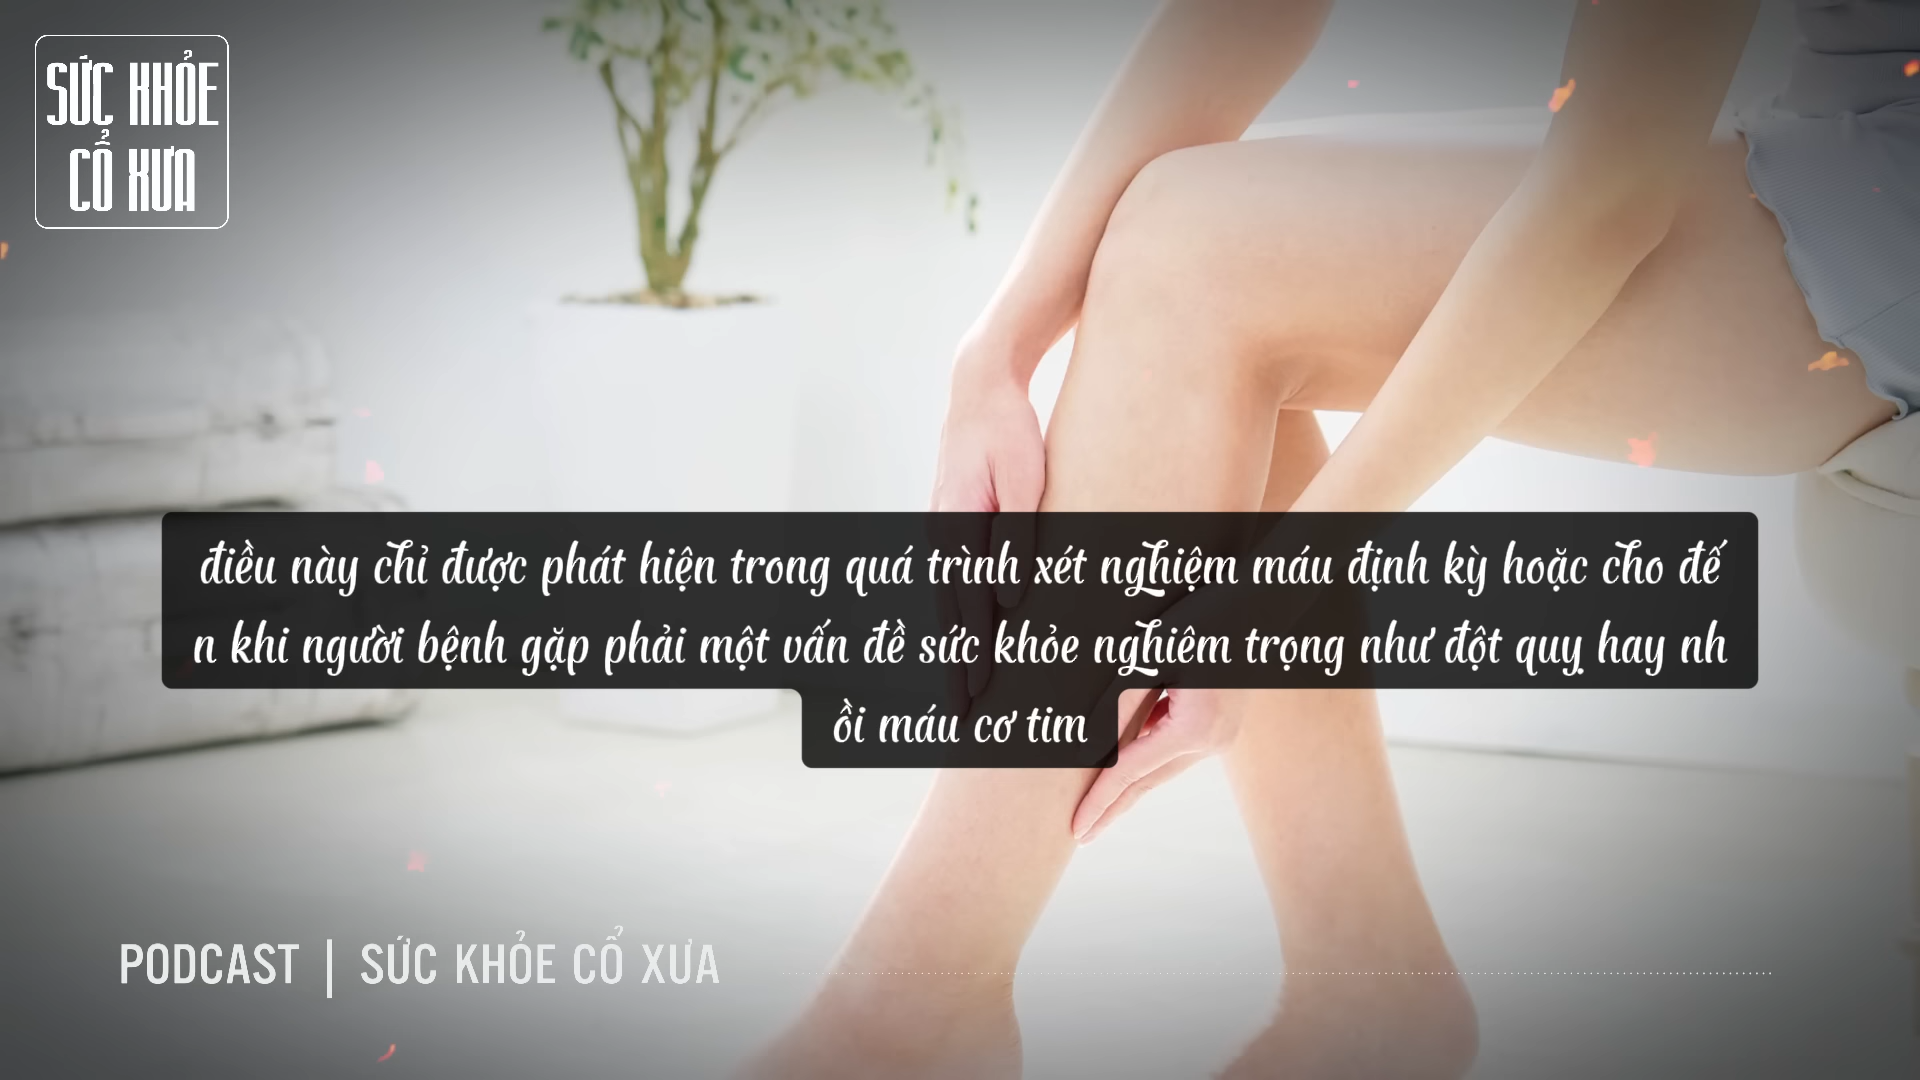 SỨC KHỎE
CỔ XƯA
điều này chỉ được phát hiện trong quá trình xét nghiệm máu định kỳ hoặc cho đế
n khi người bệnh gặp phải một vấn đề sức khỏe nghiêm trọng như đột quỵ hay nh
ồi máu cơ tim
PODCAST | SỨC KHỎE CỔ XƯA